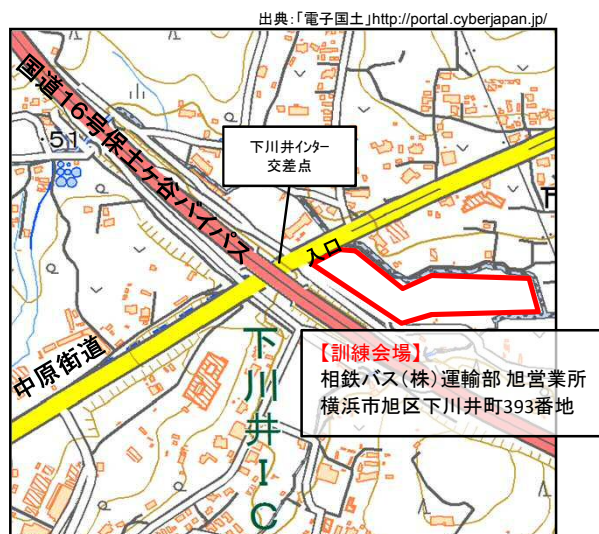 出典:「電子国土」http://portal.cyberjapan.jp/
国道16号保土ヶ谷バイパス
51
下川井インター
交差点
入口
中原街道
下川井IC
【訓練会場】
相鉄バス(株)運輸部 旭営業所
横浜市旭区下川井町393番地